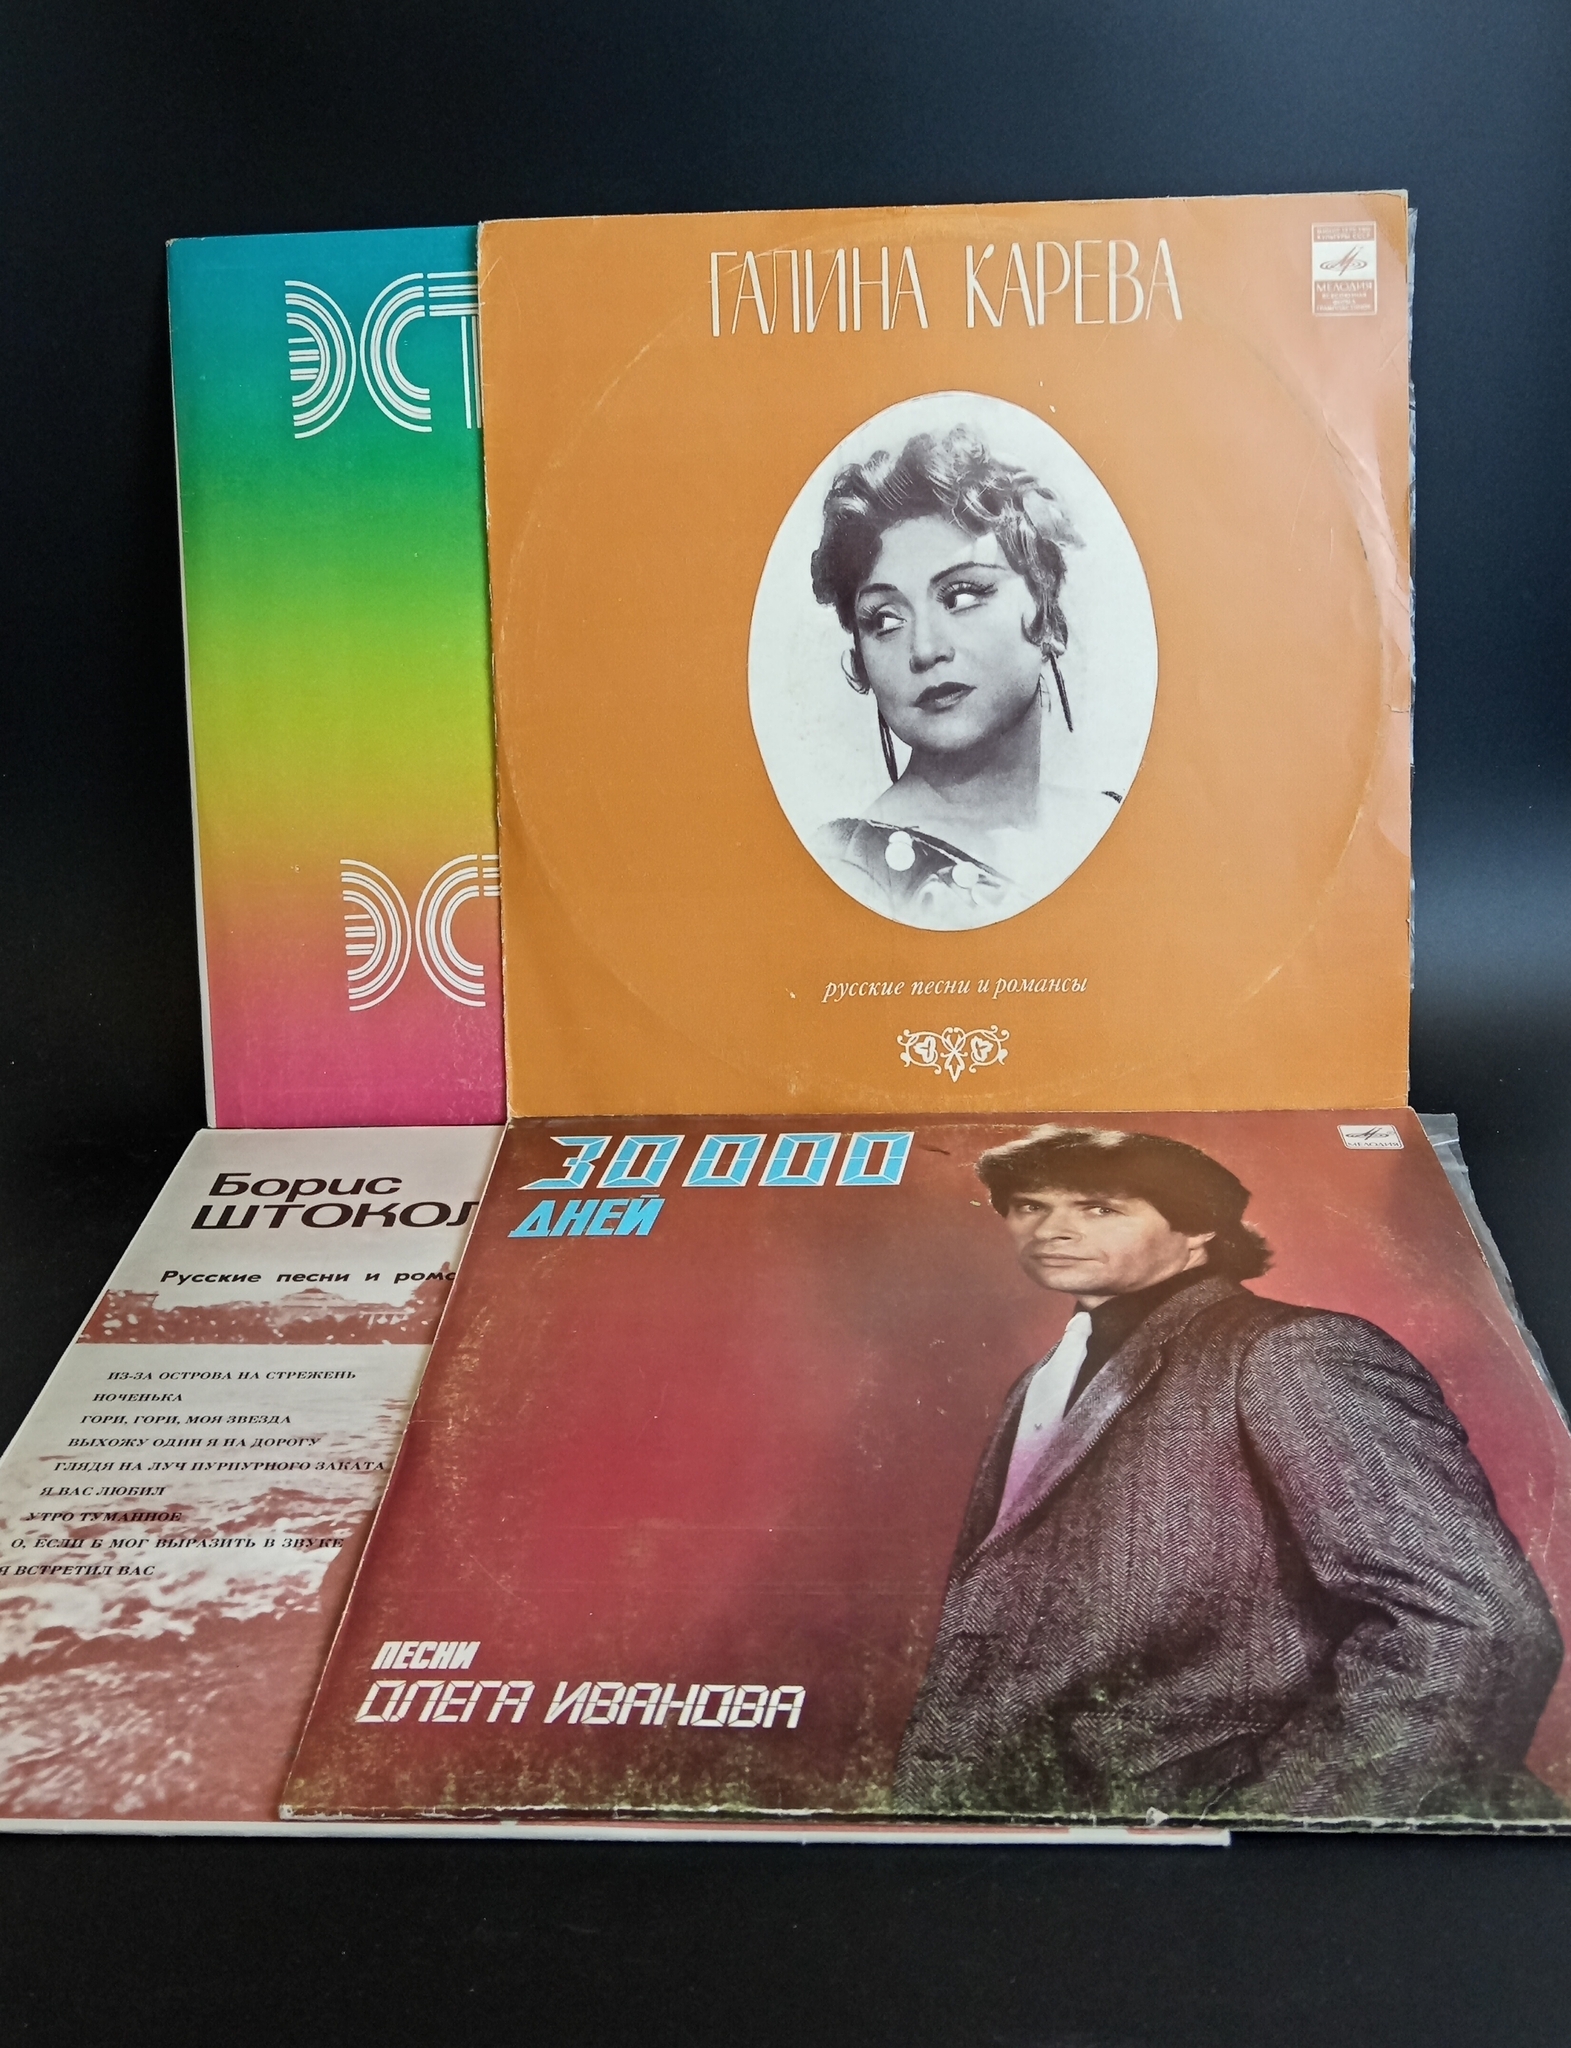 ЭСТ
ЭС
ГАЛИНА КАРЕВА
МЕЛОДИЯ
русские песни и романсы
Борис
ШТОКОЛ
Русские песни и рома
ИЗ-ЗА ОСТРОВА НА СТРЕЖЕНЬ
НОЧЕНЬКА
ГОРИ, ГОРИ, МОЯ ЗВЕЗДА
ВЫХОЖУ ОДИН Я НА ДОРОГУ
ГЛЯДЯ НА ЛУЧ ПУРПУРНОГО ЗАКАТА
Я ВАС ЛЮБИЛ
УТРО ТУМАННОЕ
О, ЕСЛИ Б МОГ ВЫРАЗИТЬ В ЗВУКЕ
Я ВСТРЕТИЛ ВАС
30 000
ДНЕЙ
МЕЛОДИЯ
ПЕСНИ
ОЛЕГА ИВАНОВА